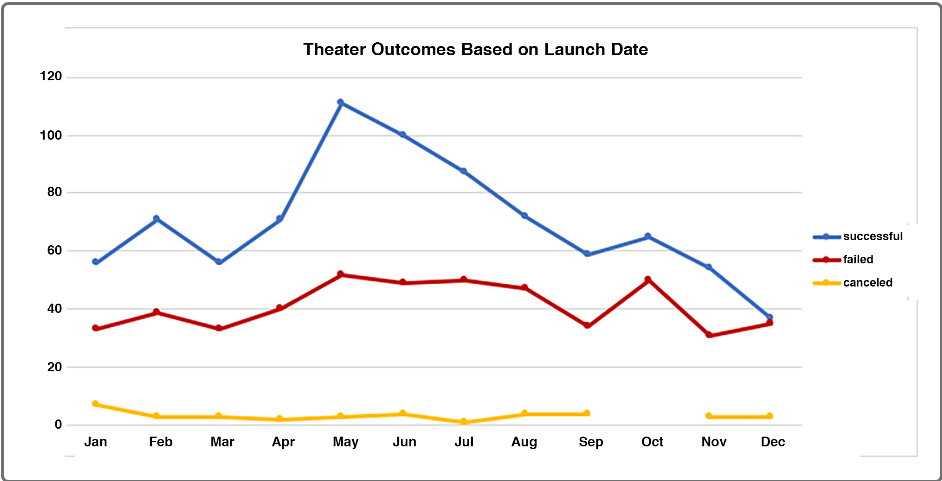 Theater Outcomes Based on Launch Date
120
100
80
60
40
20
0
Jan Feb Mar Apr May Jun Jul Aug Sep Oct Nov Dec
successful
failed
canceled